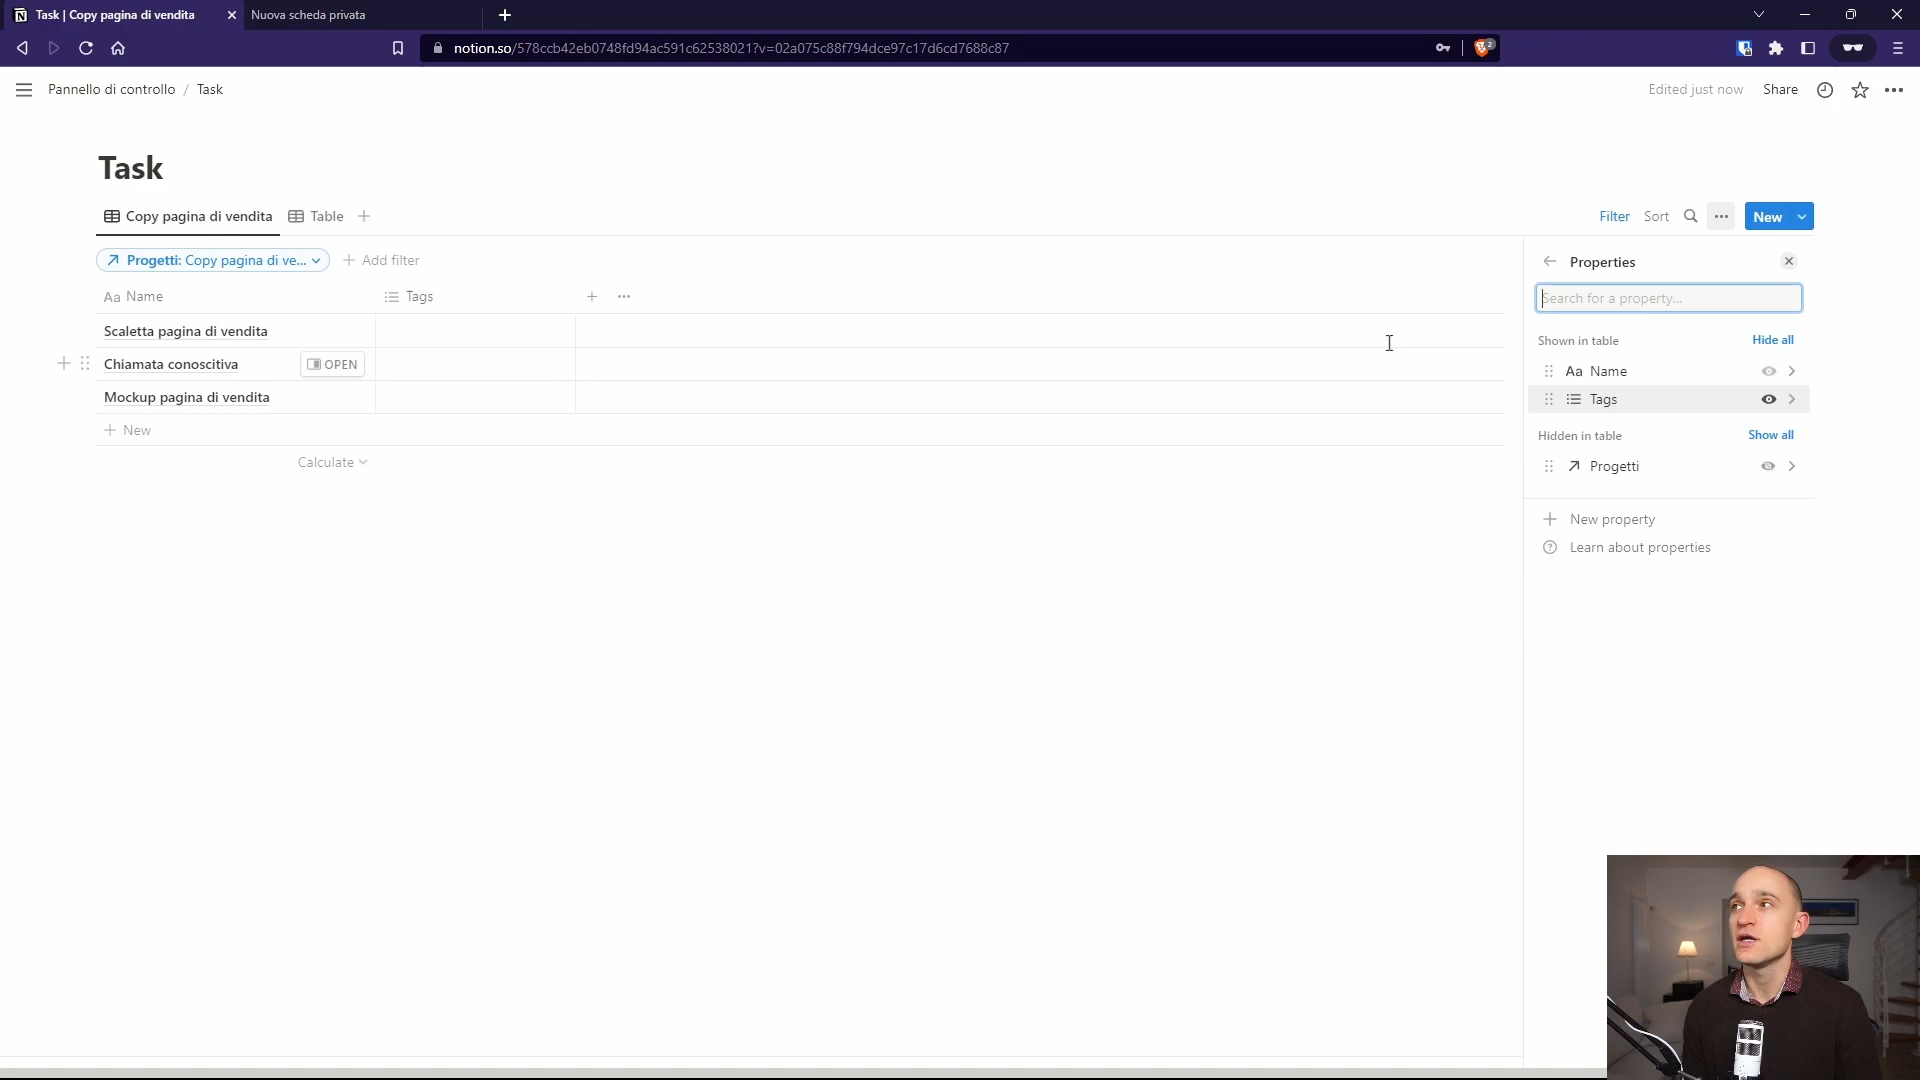 Task | Copy pagina di vendita
Nuova scheda privata
notion.so/578ccb42eb0748fd94ac591c62538021?v=02a075c88f794dce97c17d6cd7688c87
2
Pannello di controllo / Task
Edited just now
Share
Task
Copy pagina di vendita
Table
Filter
Sort
New
Progetti: Copy pagina di ve...
Add filter
Aa Name
Tags
Scaletta pagina di vendita
Chiamata conoscitiva
OPEN
Mockup pagina di vendita
New
Calculate
Properties
Search for a property...
Shown in table
Hide all
Aa Name
Tags
Hidden in table
Show all
Progetti
New property
Learn about properties